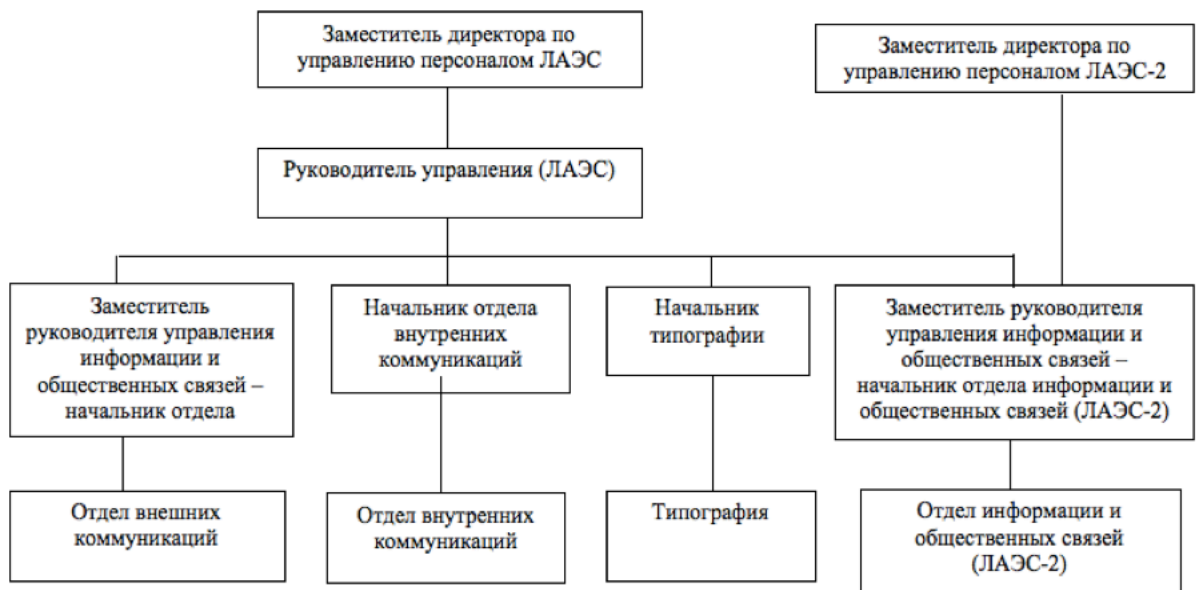 Заместитель директора по
управлению персоналом ЛАЭС
Заместитель директора по
управлению персоналом ЛАЭС-2
Руководитель управления (ЛАЭС)
Заместитель
руководителя управления
информации и
общественных связей –
начальник отдела
Начальник отдела
внутренних
коммуникаций
Начальник
типографии
Заместитель руководителя
управления информации и
общественных связей –
начальник отдела информации и
общественных связей (ЛАЭС-2)
Отдел внешних
коммуникаций
Отдел внутренних
коммуникаций
Типография
Отдел информации и
общественных связей
(ЛАЭС-2)